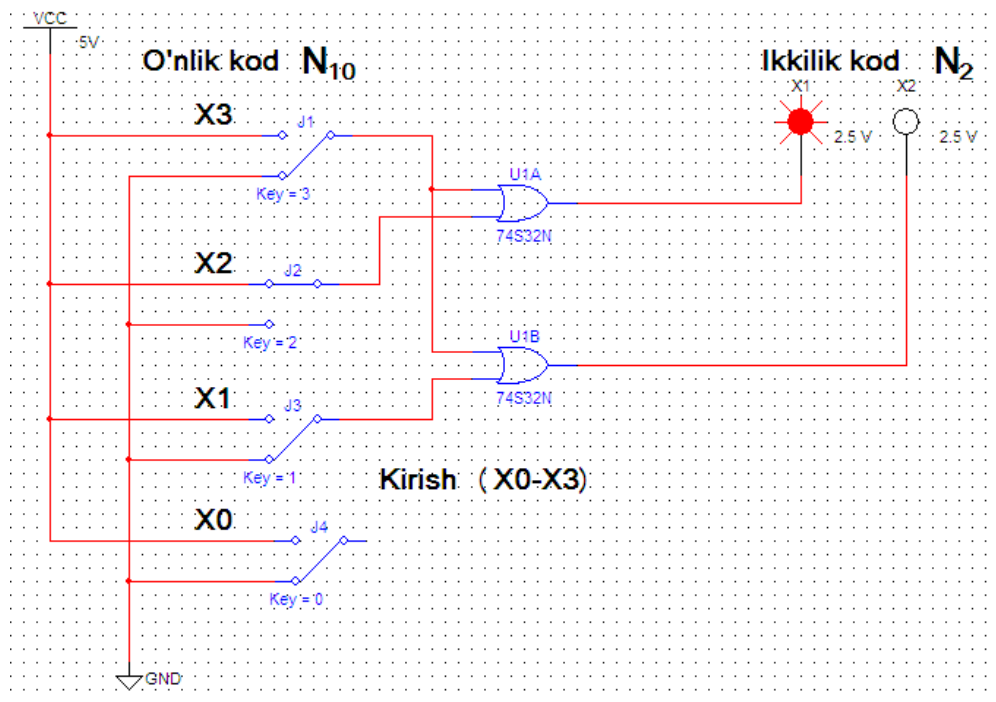 VCC
5V
O'nlik kod N10
Ikkilik kod N2
X1
X2
2.5 V
2.5 V
X3
J1
Key = 3
U1A
74S32N
X2
J2
Key = 2
U1B
74S32N
X1
J3
Key = 1
Kirish (X0-X3)
X0
J4
Key = 0
GND